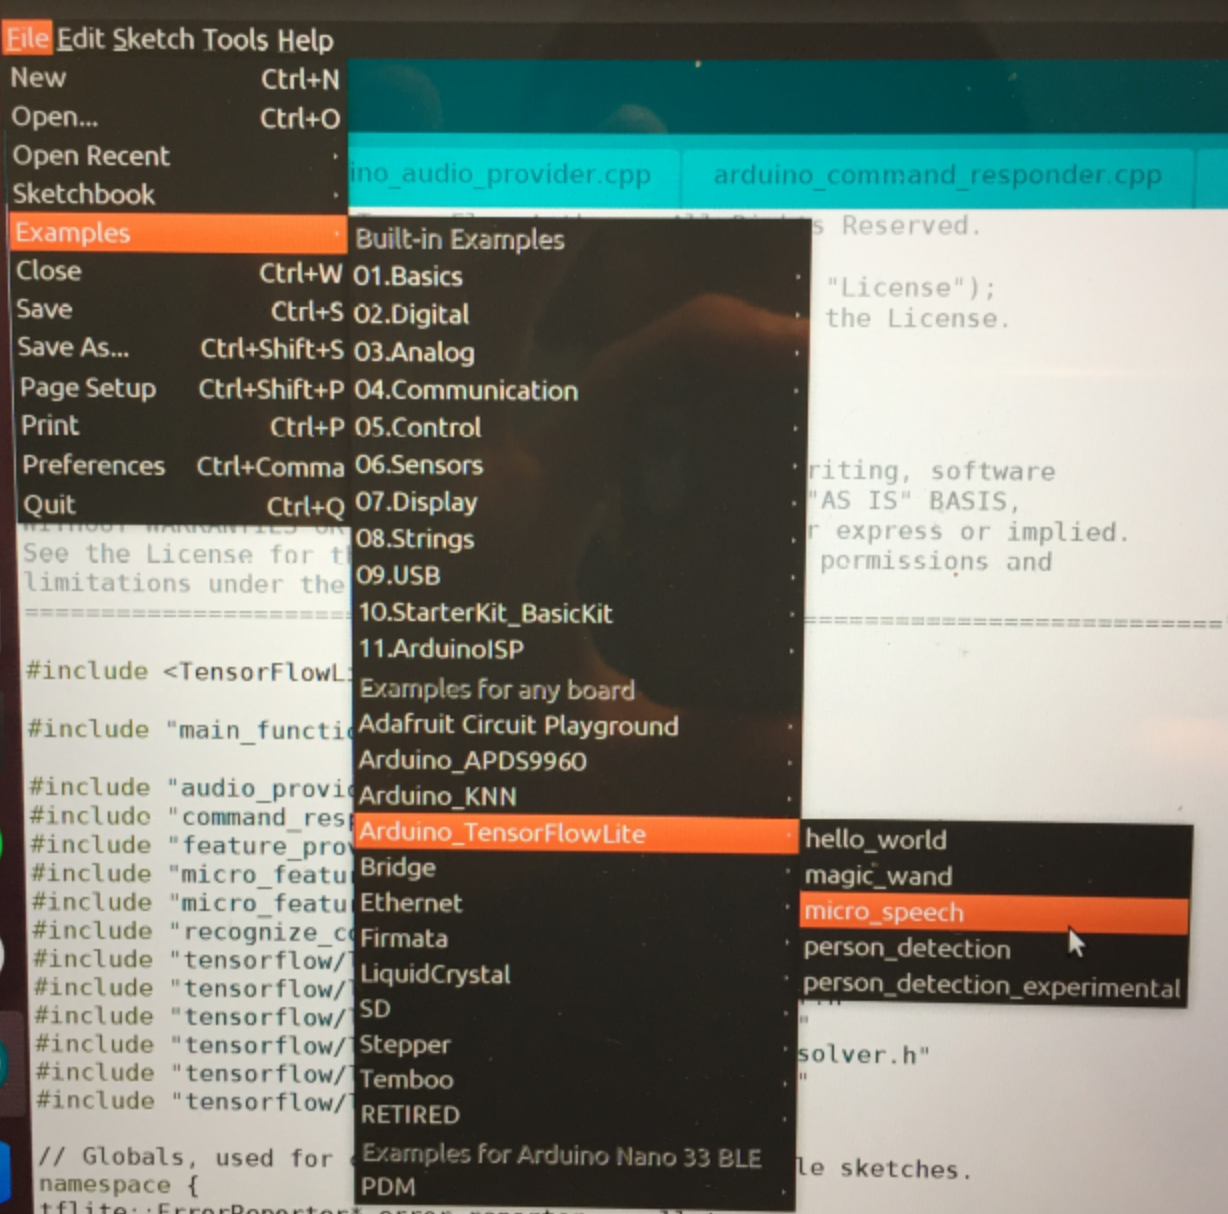 File Edit Sketch Tools Help
New Ctrl+N
Open... Ctrl+O
Open Recent
Sketchbook
Examples
Close Ctrl+W
Save Ctrl+S
Save As... Ctrl+Shift+S
Page Setup Ctrl+Shift+P
Print Ctrl+P
Preferences Ctrl+Comma
Quit Ctrl+Q
ino_audio_provider.cpp arduino_command_responder.cpp
Built-in Examples
01.Basics
02.Digital
03.Analog
04.Communication
05.Control
06.Sensors
07.Display
08.Strings
09.USB
10.StarterKit_BasicKit
11.ArduinoISP
Examples for any board
Adafruit Circuit Playground
Arduino_APDS9960
Arduino_KNN
Arduino_TensorFlowLite
Bridge
Ethernet
Firmata
LiquidCrystal
SD
Stepper
Temboo
RETIRED
Examples for Arduino Nano 33 BLE
PDM
hello_world
magic_wand
micro_speech
person_detection
person_detection_experimental
s Reserved.
"License");
the License.
riting, software
"AS IS" BASIS,
r express or implied.
permissions and
See the License for t
limitations under the
#include <TensorFlowL
#include "main_functio
#include "audio_provi
#include "command_res
#include "feature_pro
#include "micro_featu
#include "micro_featu
#include "recognize_c
#include "tensorflow/
#include "tensorflow/
#include "tensorflow/
#include "tensorflow/ solver.h"
#include "tensorflow/ "
#include "tensorflow/
// Globals, used for le sketches.
namespace {